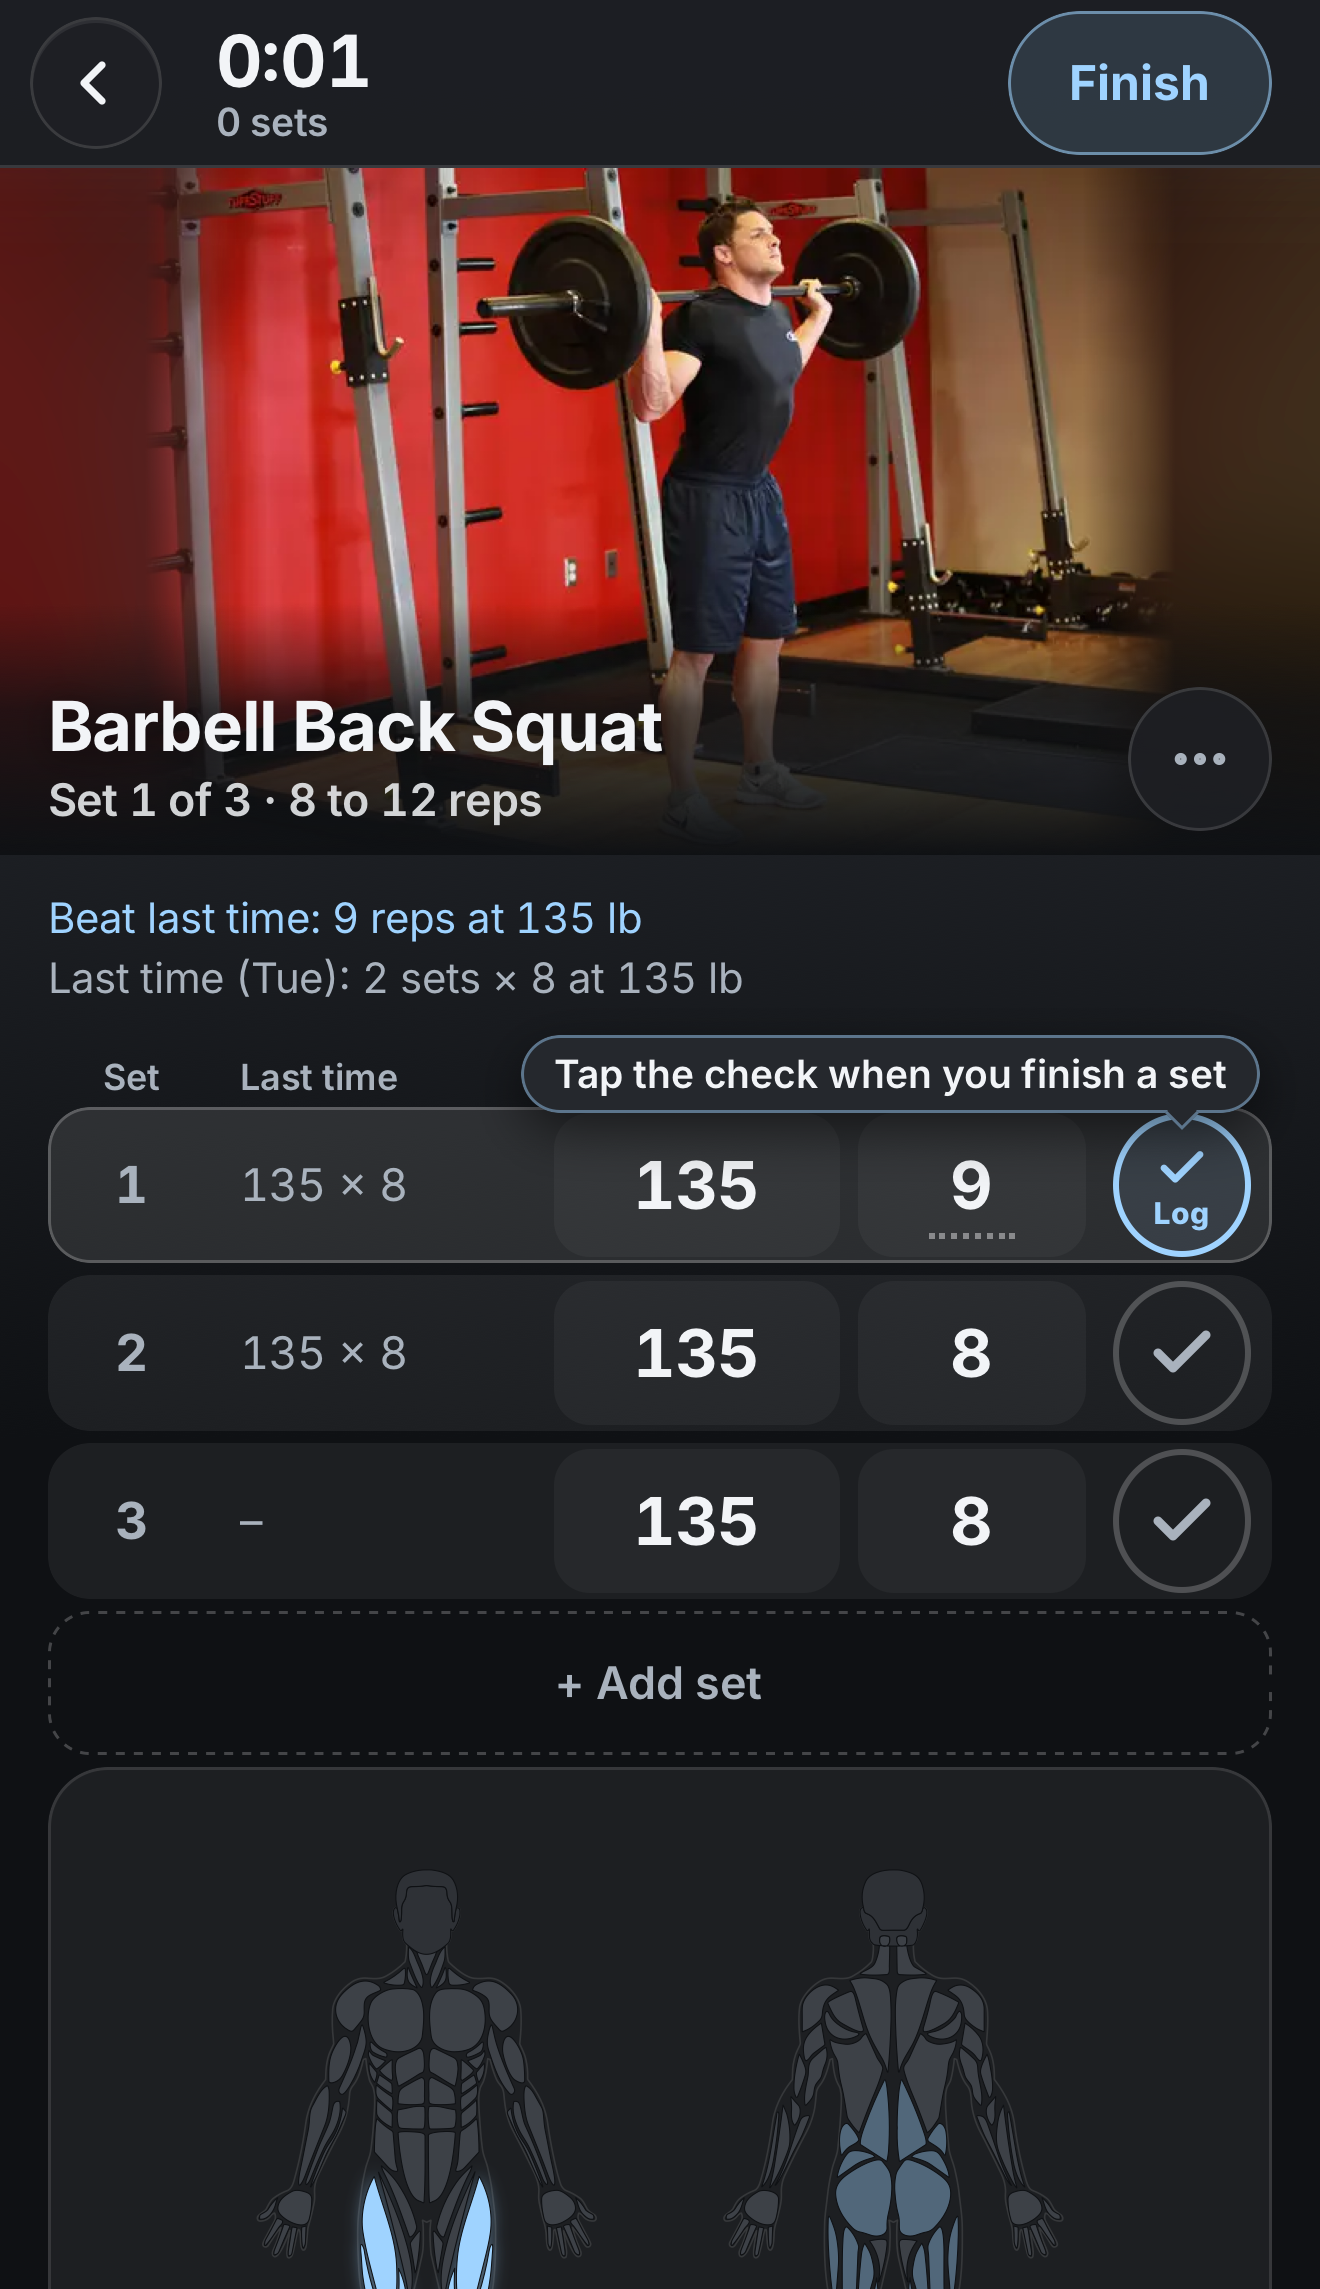 0:01
0 sets
Finish
Barbell Back Squat
Set 1 of 3 · 8 to 12 reps
Beat last time: 9 reps at 135 lb
Last time (Tue): 2 sets × 8 at 135 lb
Set Last time
Tap the check when you finish a set
1 135 × 8 135 9 Log
2 135 × 8 135 8
3 – 135 8
+ Add set